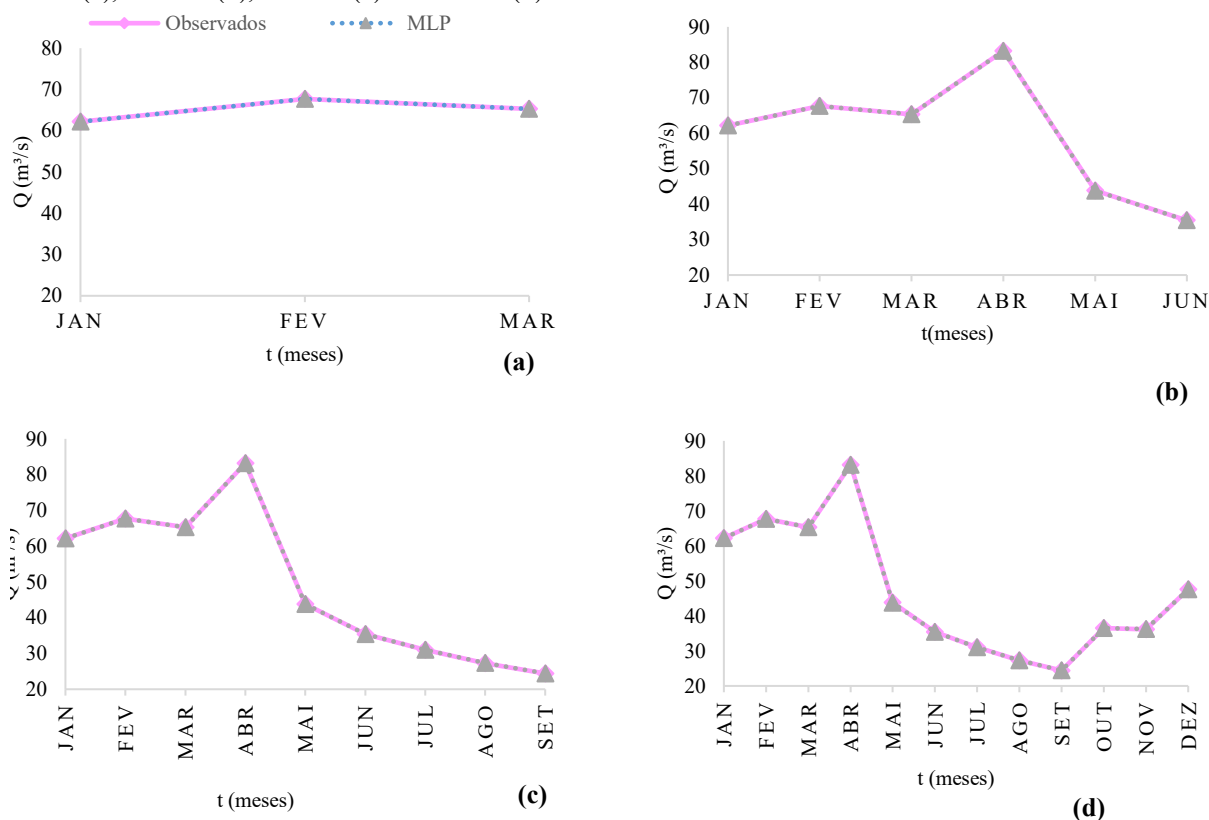 Observados MLP
80
70
60
50
40
30
20
Q (m³/s)
JAN FEV MAR
t (meses)
(a)
90
80
70
60
50
40
30
20
Q (m³/s)
JAN FEV MAR ABR MAI JUN
t(meses)
(b)
90
80
70
60
50
40
30
20
Q (m³/s)
JAN FEV MAR ABR MAI JUN JUL AGO SET
t (meses)
(c)
90
80
70
60
50
40
30
20
Q (m³/s)
JAN FEV MAR ABR MAI JUN JUL AGO SET OUT NOV DEZ
t (meses)
(d)